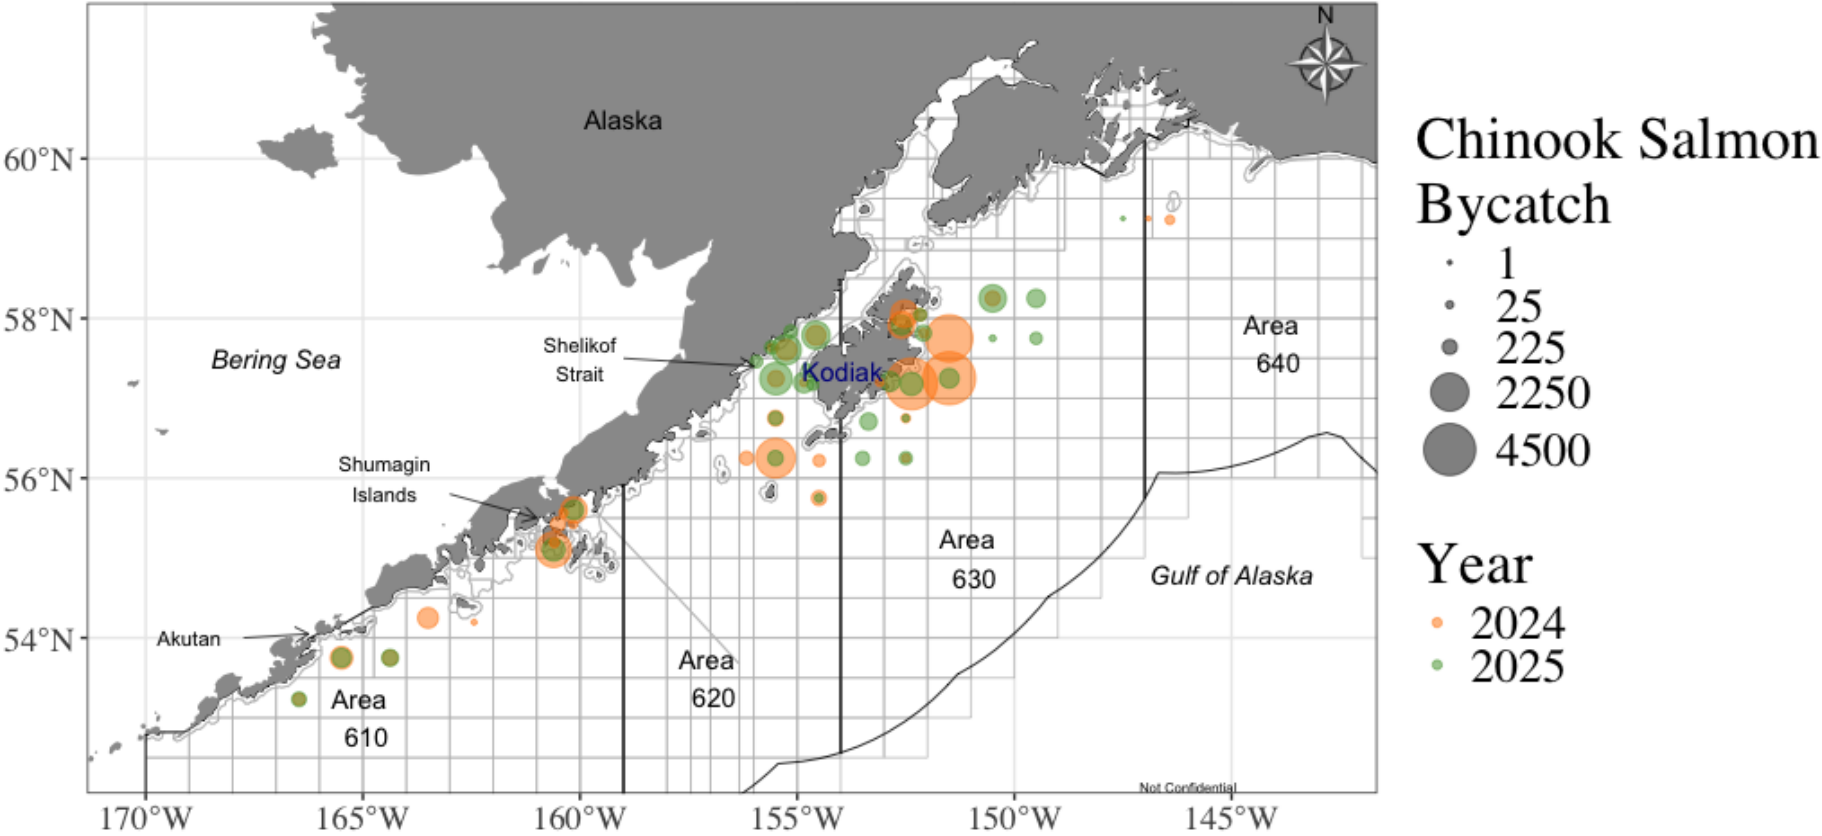 N
Alaska
60°N
58°N
56°N
54°N
Bering Sea
Shelikof
Strait
Kodiak
Area
640
Shumagin
Islands
Area
630
Gulf of Alaska
Akutan
Area
620
Area
610
Not Confidential
170°W
165°W
160°W
155°W
150°W
145°W
Chinook Salmon
Bycatch
1
25
225
2250
4500
Year
2024
2025